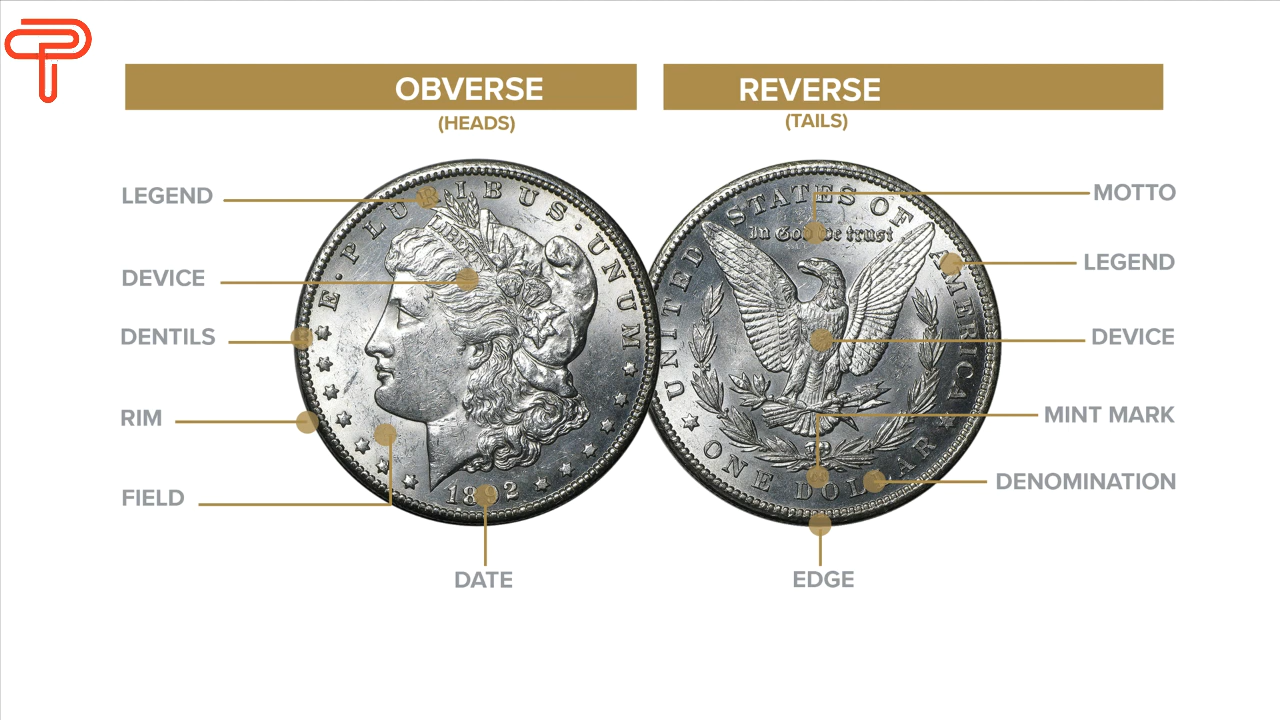 OBVERSE
(HEADS)
REVERSE
(TAILS)
LEGEND
DEVICE
DENTILS
RIM
FIELD
DATE
MOTTO
LEGEND
DEVICE
MINT MARK
DENOMINATION
EDGE
E·PLURIBUS·UNUM
LIBERTY
1892
UNITED STATES OF AMERICA
In God we trust
ONE DOLLAR